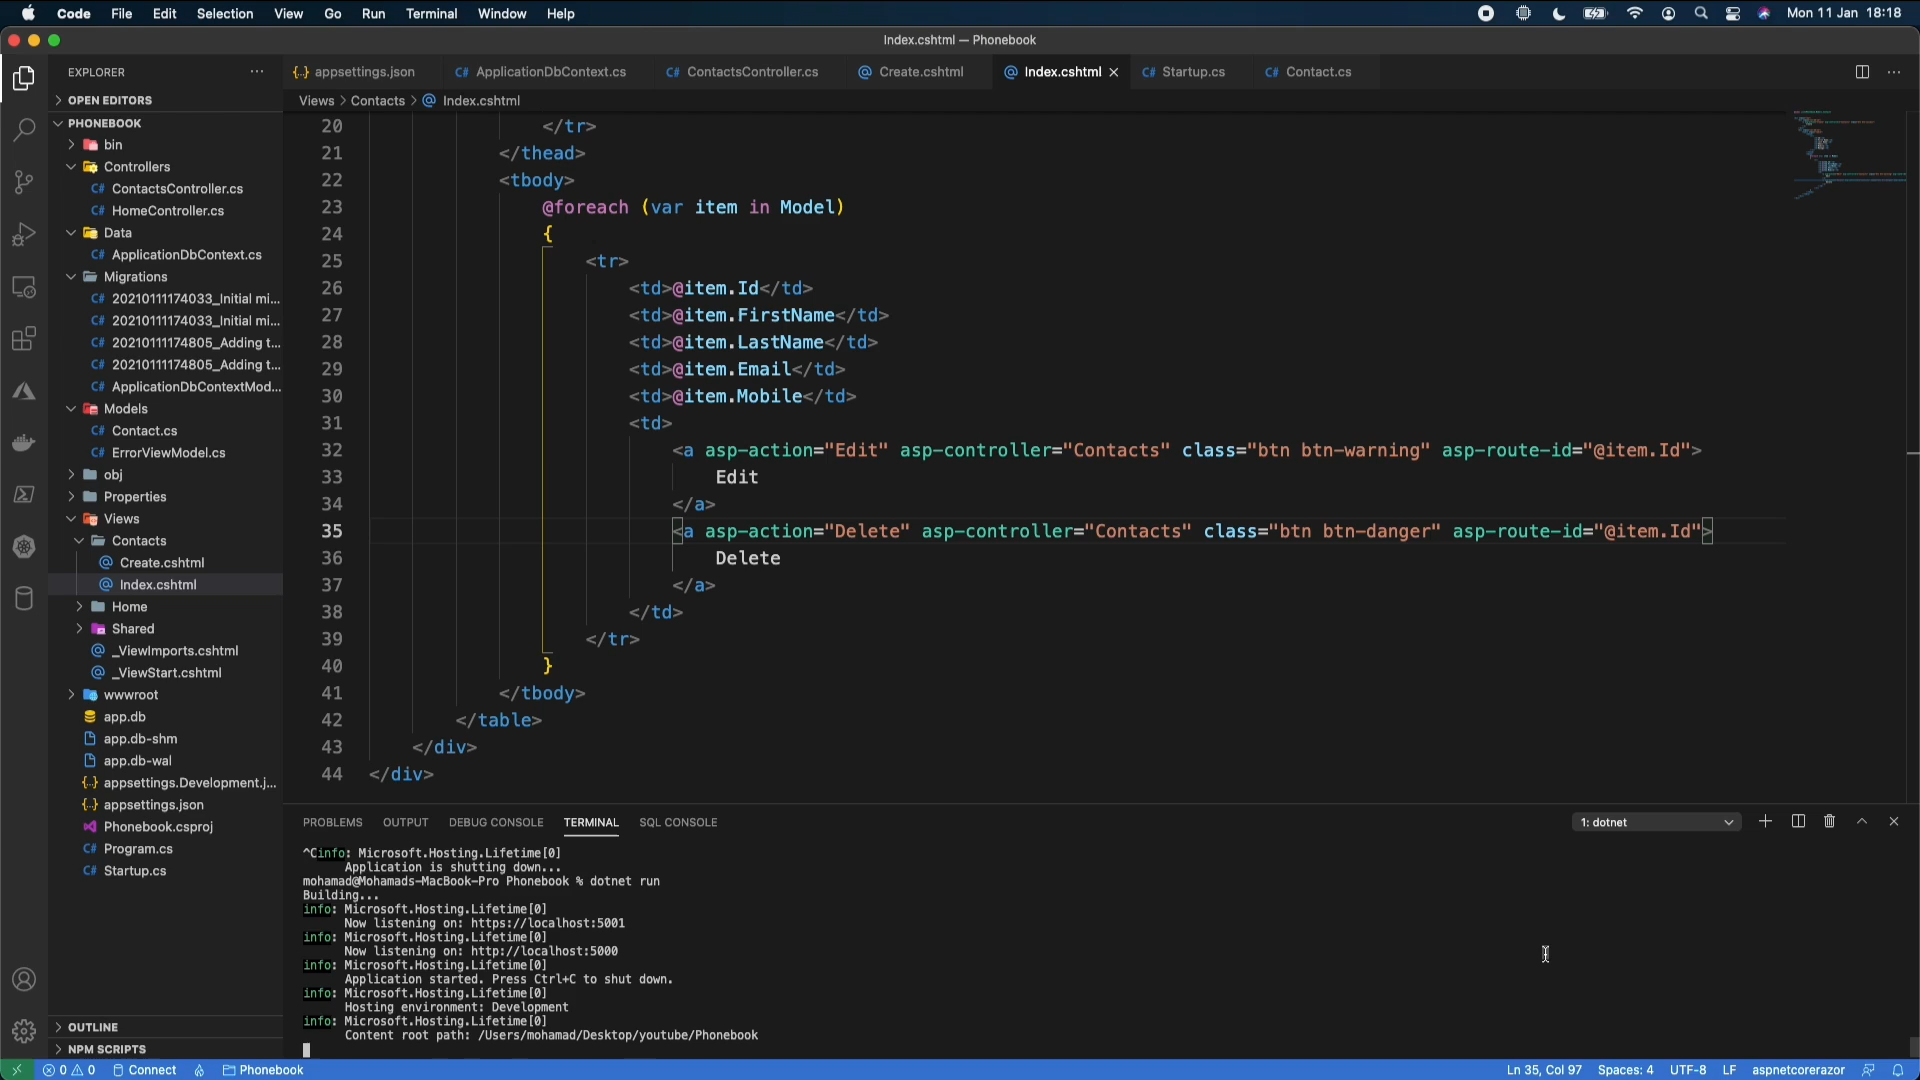 Code File Edit Selection View Go Run Terminal Window Help Mon 11 Jan 18:18
Index.cshtml — Phonebook
EXPLORER
OPEN EDITORS
PHONEBOOK
bin
Controllers
ContactsController.cs
HomeController.cs
Data
ApplicationDbContext.cs
Migrations
20210111174033_Initial mi...
20210111174033_Initial mi...
20210111174805_Adding t...
20210111174805_Adding t...
ApplicationDbContextMod...
Models
Contact.cs
ErrorViewModel.cs
obj
Properties
Views
Contacts
Create.cshtml
Index.cshtml
Home
Shared
_ViewImports.cshtml
_ViewStart.cshtml
wwwroot
app.db
app.db-shm
app.db-wal
appsettings.Development.j...
appsettings.json
Phonebook.csproj
Program.cs
Startup.cs
OUTLINE
NPM SCRIPTS
appsettings.json ApplicationDbContext.cs ContactsController.cs Create.cshtml Index.cshtml Startup.cs Contact.cs
Views > Contacts > Index.cshtml
20 </tr>
21 </thead>
22 <tbody>
23 @foreach (var item in Model)
24 {
25 <tr>
26 <td>@item.Id</td>
27 <td>@item.FirstName</td>
28 <td>@item.LastName</td>
29 <td>@item.Email</td>
30 <td>@item.Mobile</td>
31 <td>
32 <a asp-action="Edit" asp-controller="Contacts" class="btn btn-warning" asp-route-id="@item.Id">
33 Edit
34 </a>
35 <a asp-action="Delete" asp-controller="Contacts" class="btn btn-danger" asp-route-id="@item.Id">
36 Delete
37 </a>
38 </td>
39 </tr>
40 }
41 </tbody>
42 </table>
43 </div>
44 </div>
PROBLEMS OUTPUT DEBUG CONSOLE TERMINAL SQL CONSOLE 1: dotnet
^Cinfo: Microsoft.Hosting.Lifetime[0]
Application is shutting down...
mohamad@Mohamads-MacBook-Pro Phonebook % dotnet run
Building...
info: Microsoft.Hosting.Lifetime[0]
Now listening on: https://localhost:5001
info: Microsoft.Hosting.Lifetime[0]
Now listening on: http://localhost:5000
info: Microsoft.Hosting.Lifetime[0]
Application started. Press Ctrl+C to shut down.
info: Microsoft.Hosting.Lifetime[0]
Hosting environment: Development
info: Microsoft.Hosting.Lifetime[0]
Content root path: /Users/mohamad/Desktop/youtube/Phonebook
0 0 Connect Phonebook Ln 35, Col 97 Spaces: 4 UTF-8 LF aspnetcorerazor